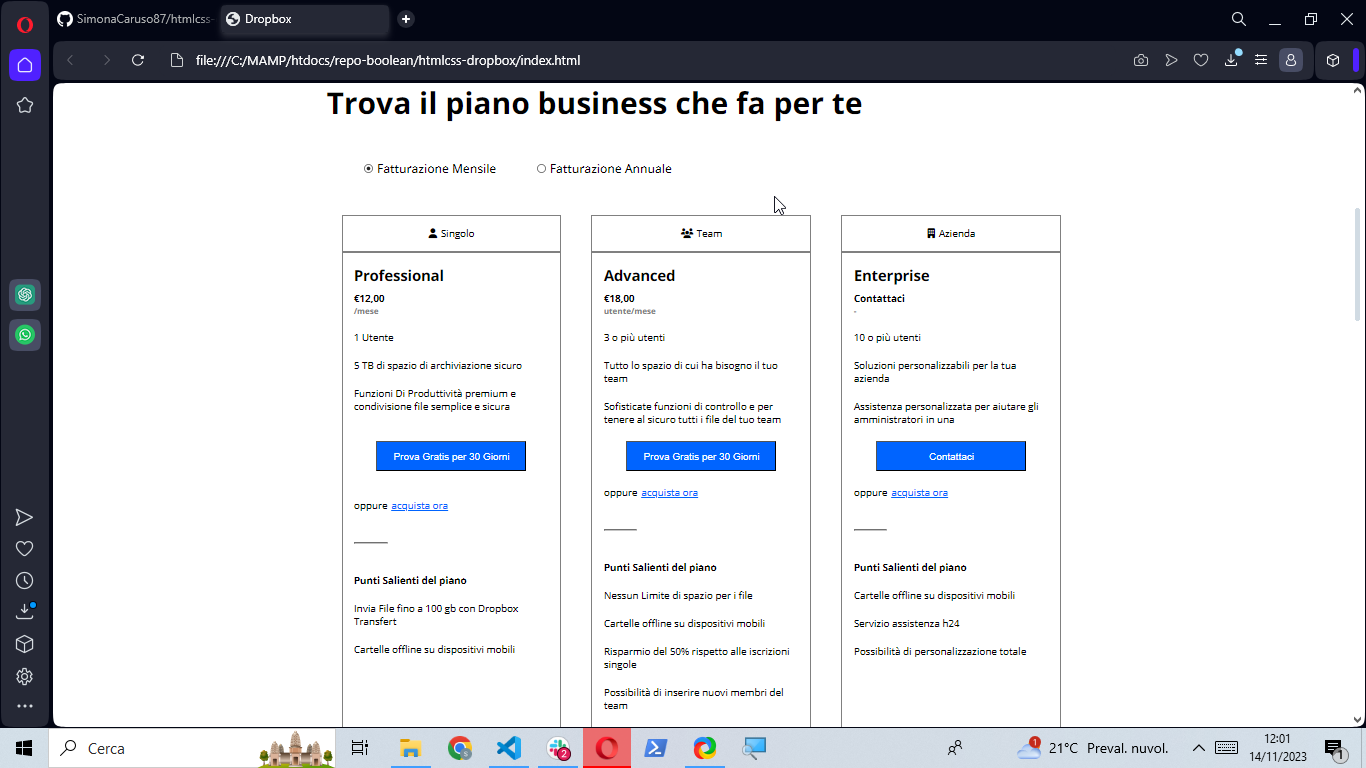 SimonaCaruso87/htmlcss-
Dropbox
file:///C:/MAMP/htdocs/repo-boolean/htmlcss-dropbox/index.html
Trova il piano business che fa per te
Fatturazione Mensile
Fatturazione Annuale
Singolo
Professional
€12,00
/mese
1 Utente
5 TB di spazio di archiviazione sicuro
Funzioni Di Produttività premium e
condivisione file semplice e sicura
Prova Gratis per 30 Giorni
oppure acquista ora
Punti Salienti del piano
Invia File fino a 100 gb con Dropbox
Transfert
Cartelle offline su dispositivi mobili
Team
Advanced
€18,00
utente/mese
3 o più utenti
Tutto lo spazio di cui ha bisogno il tuo
team
Sofisticate funzioni di controllo e per
tenere al sicuro tutti i file del tuo team
Prova Gratis per 30 Giorni
oppure acquista ora
Punti Salienti del piano
Nessun Limite di spazio per i file
Cartelle offline su dispositivi mobili
Risparmio del 50% rispetto alle iscrizioni
singole
Possibilità di inserire nuovi membri del
team
Azienda
Enterprise
Contattaci
-
10 o più utenti
Soluzioni personalizzabili per la tua
azienda
Assistenza personalizzata per aiutare gli
amministratori in una
Contattaci
oppure acquista ora
Punti Salienti del piano
Cartelle offline su dispositivi mobili
Servizio assistenza h24
Possibilità di personalizzazione totale
Cerca
2
1
21°C Preval. nuvol.
12:01
14/11/2023
1